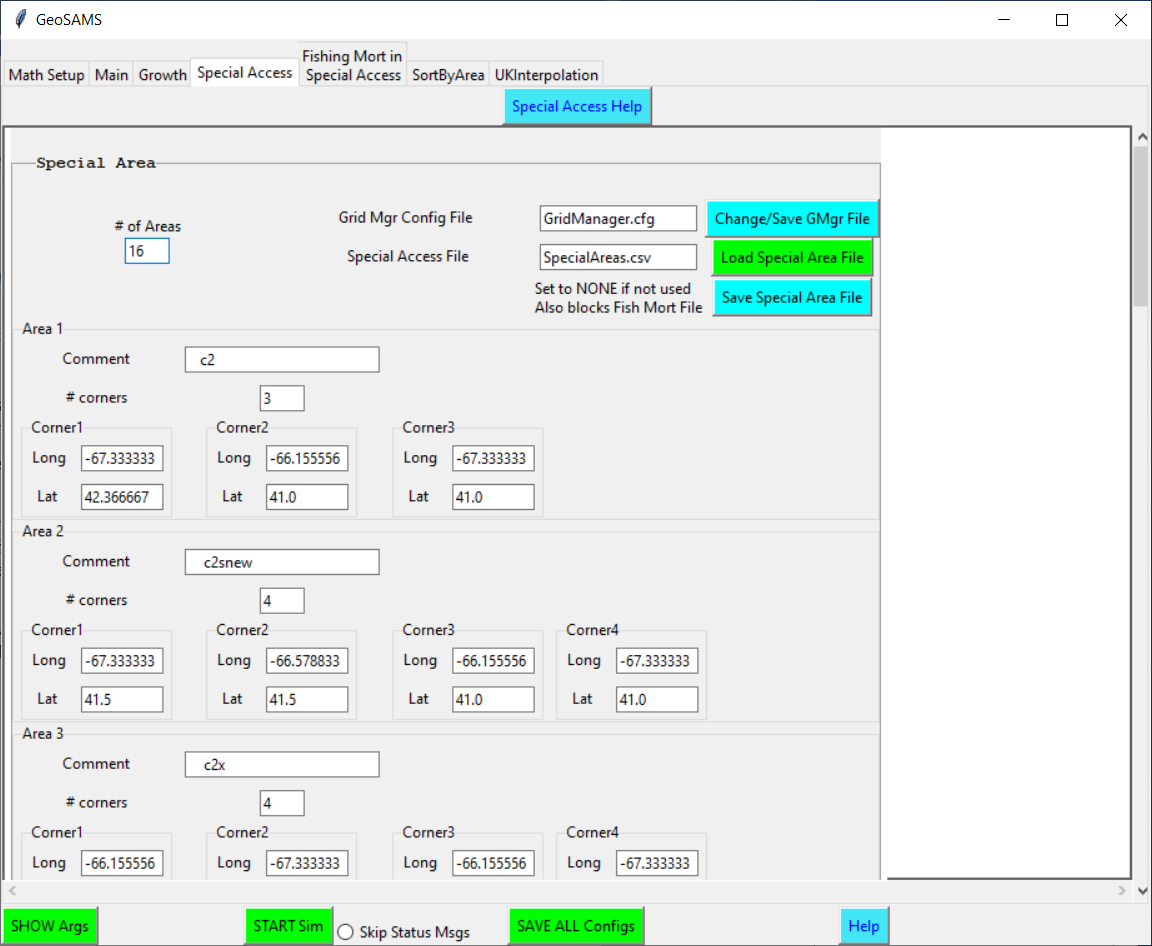 GeoSAMS
Math Setup Main Growth Special Access Fishing Mort in Special Access SortByArea UKInterpolation
Special Access Help
Special Area
# of Areas
16
Grid Mgr Config File GridManager.cfg Change/Save GMgr File
Special Access File SpecialAreas.csv Load Special Area File
Set to NONE if not used
Also blocks Fish Mort File
Save Special Area File
Area 1
Comment c2
# corners 3
Corner1 Corner2 Corner3
Long -67.333333 Long -66.155556 Long -67.333333
Lat 42.366667 Lat 41.0 Lat 41.0
Area 2
Comment c2snew
# corners 4
Corner1 Corner2 Corner3 Corner4
Long -67.333333 Long -66.578833 Long -66.155556 Long -67.333333
Lat 41.5 Lat 41.5 Lat 41.0 Lat 41.0
Area 3
Comment c2x
# corners 4
Corner1 Corner2 Corner3 Corner4
Long -66.155556 Long -67.333333 Long -66.155556 Long -67.333333
SHOW Args START Sim Skip Status Msgs SAVE ALL Configs Help